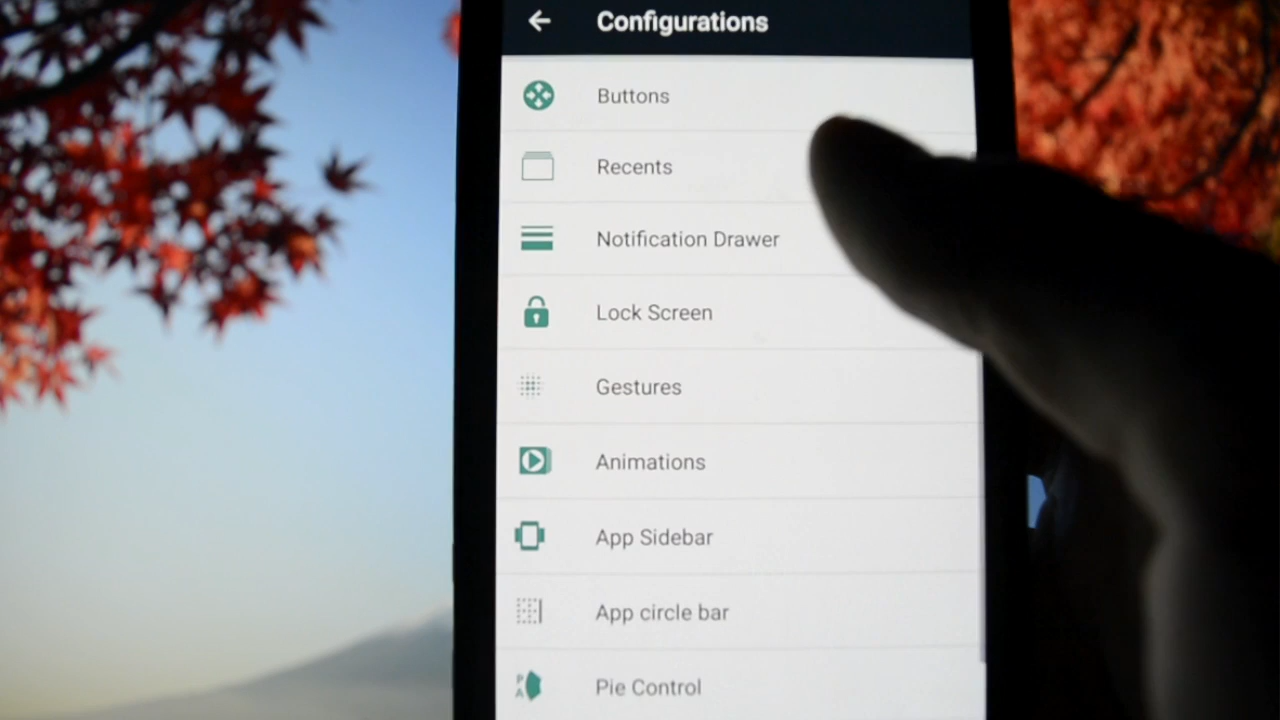 Configurations
Buttons
Recents
Notification Drawer
Lock Screen
Gestures
Animations
App Sidebar
App circle bar
P
A
Pie Control